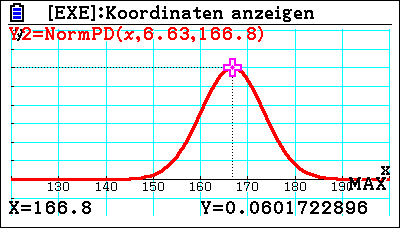 [EXE]:Koordinaten anzeigen
y
Y2=NormPD(x,6.63,166.8)
x
130 140 150 160 170 180 190
MAX
X=166.8 Y=0.0601722896